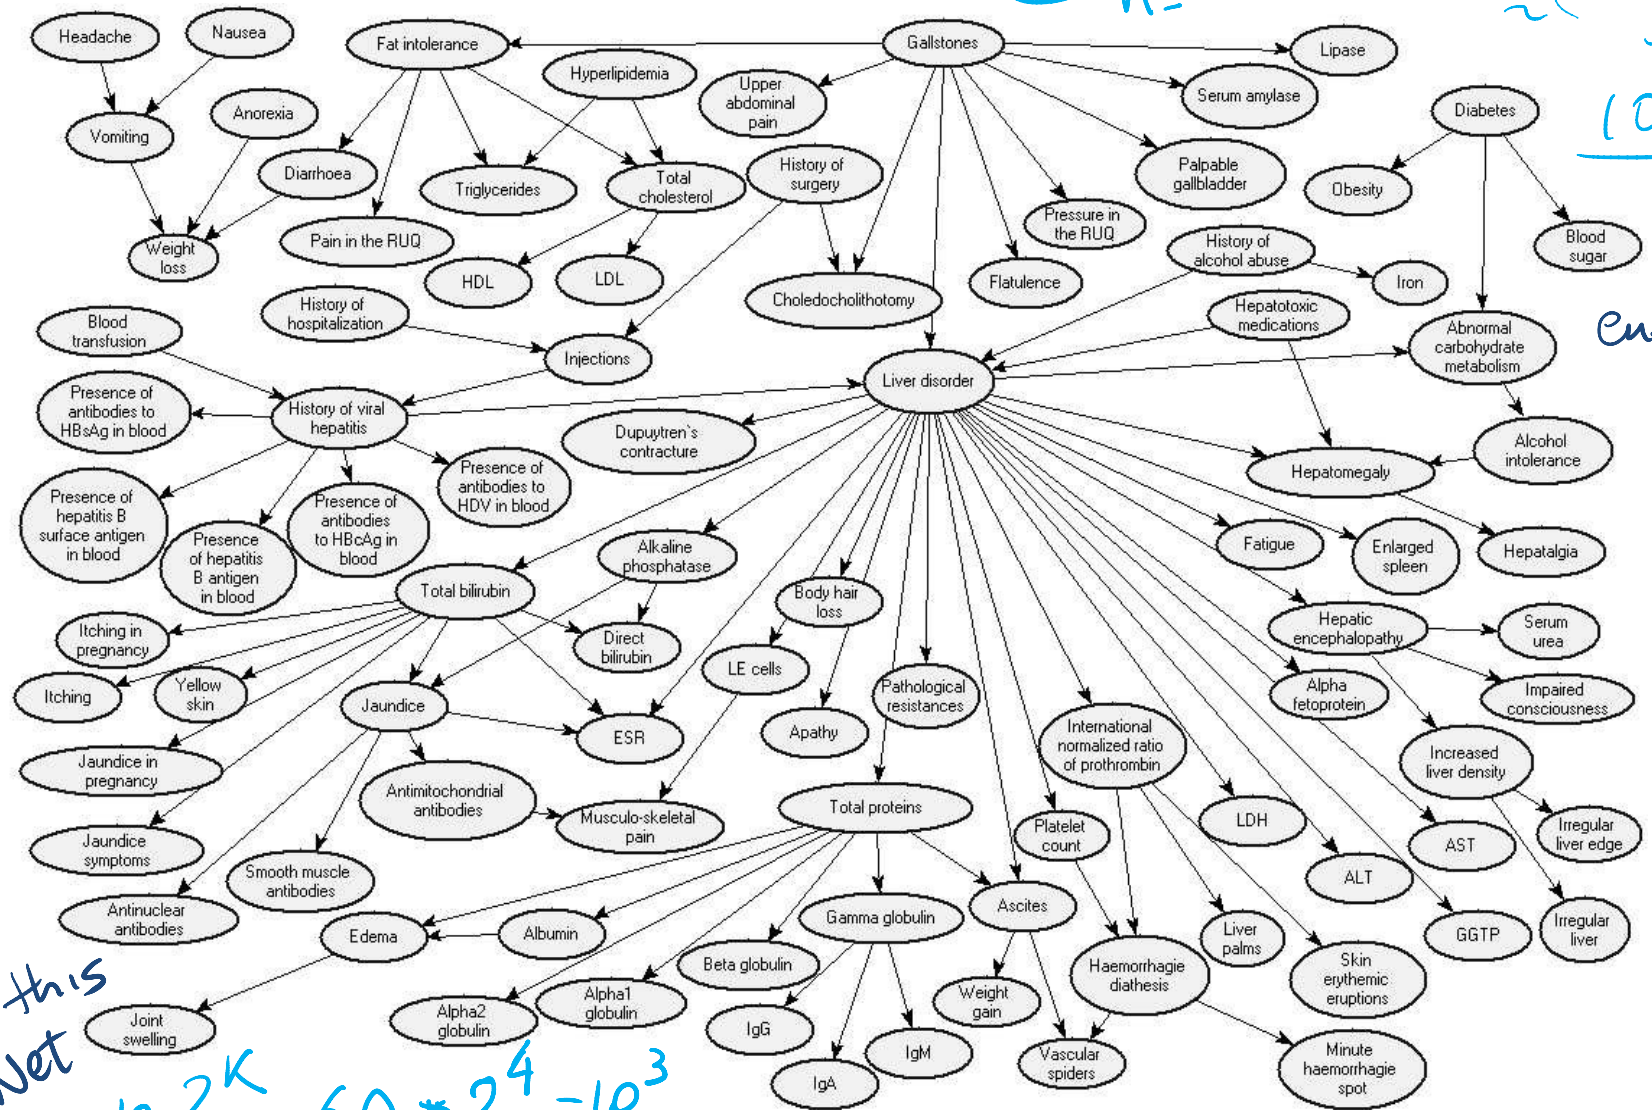 Headache
Nausea
Fat intolerance
Gallstones
Lipase
Hyperlipidemia
Upper
abdominal
pain
Serum amylase
Diabetes
Anorexia
Vomiting
Diarrhoea
Triglycerides
Total
cholesterol
History of
surgery
Palpable
gallbladder
Obesity
10
Weight
loss
Pain in the RUQ
HDL
LDL
Choledocholithotomy
Flatulence
Pressure in
the RUQ
History of
alcohol abuse
Iron
Blood
sugar
History of
hospitalization
Hepatotoxic
medications
Abnormal
carbohydrate
metabolism
Blood
transfusion
Injections
Liver disorder
Presence of
antibodies to
HBsAg in blood
History of viral
hepatitis
Dupuytren`s
contracture
Alcohol
intolerance
Hepatomegaly
Presence of
hepatitis B
surface antigen
in blood
Presence
of hepatitis
B antigen
in blood
Presence of
antibodies
to HBcAg in
blood
Presence of
antibodies to
HDV in blood
Alkaline
phosphatase
Fatigue
Enlarged
spleen
Hepatalgia
Total bilirubin
Body hair
loss
Hepatic
encephalopathy
Serum
urea
Itching in
pregnancy
Direct
bilirubin
LE cells
Itching
Yellow
skin
Jaundice
ESR
Apathy
Pathological
resistances
International
normalized ratio
of prothrombin
Alpha
fetoprotein
Impaired
consciousness
Increased
liver density
Jaundice in
pregnancy
Antimitochondrial
antibodies
Musculo-skeletal
pain
Total proteins
Platelet
count
LDH
AST
Irregular
liver edge
Jaundice
symptoms
Smooth muscle
antibodies
ALT
Antinuclear
antibodies
Edema
Albumin
Gamma globulin
Ascites
Liver
palms
GGTP
Irregular
liver
Beta globulin
Haemorrhagie
diathesis
Skin
erythemic
eruptions
this
Net
Joint
swelling
Alpha2
globulin
Alpha1
globulin
IgG
IgA
IgM
Weight
gain
Vascular
spiders
Minute
haemorrhagie
spot
2^K
60 * 2^4 = 10^3